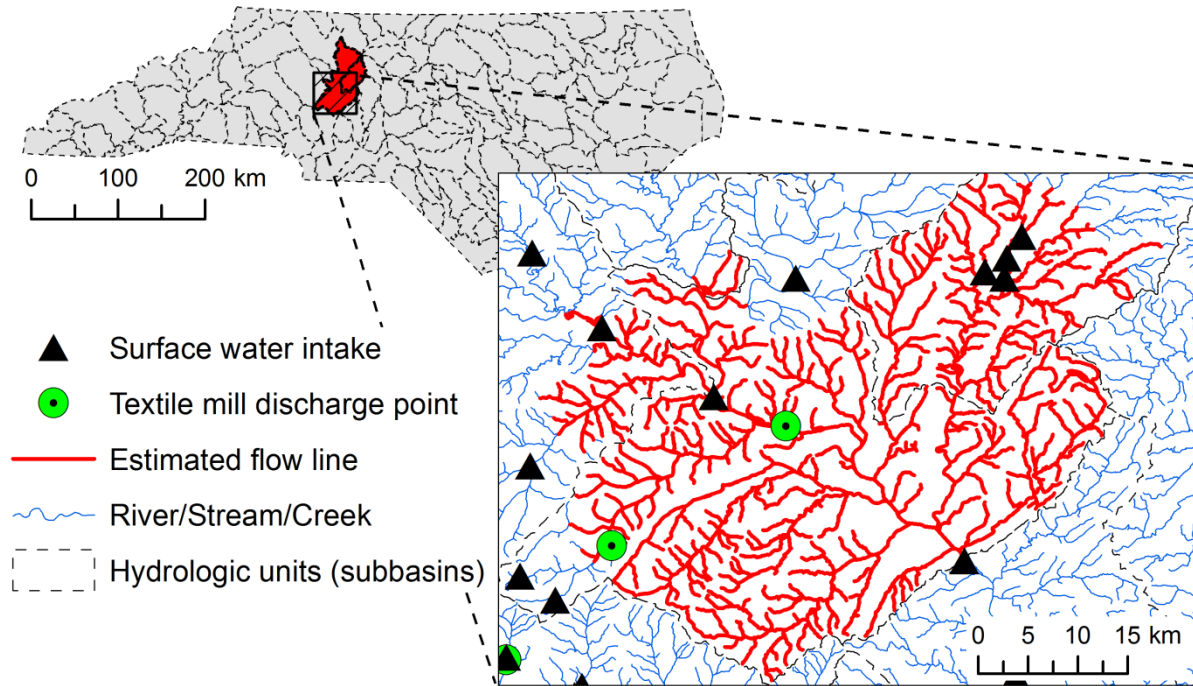 0 100 200 km
Surface water intake
Textile mill discharge point
Estimated flow line
River/Stream/Creek
Hydrologic units (subbasins)
0 5 10 15 km